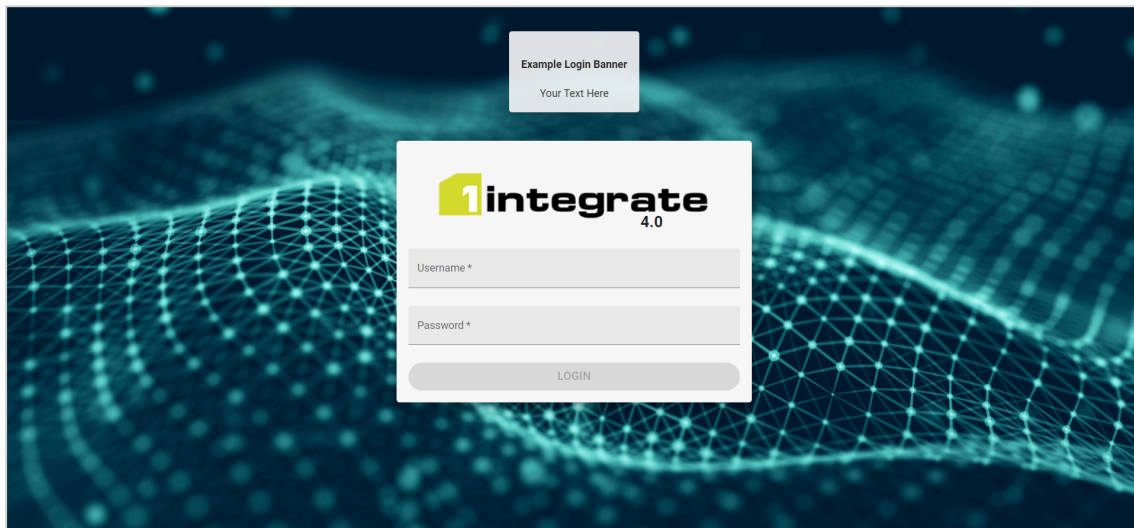 Example Login Banner
Your Text Here
1integrate
4.0
Username *
Password *
LOGIN